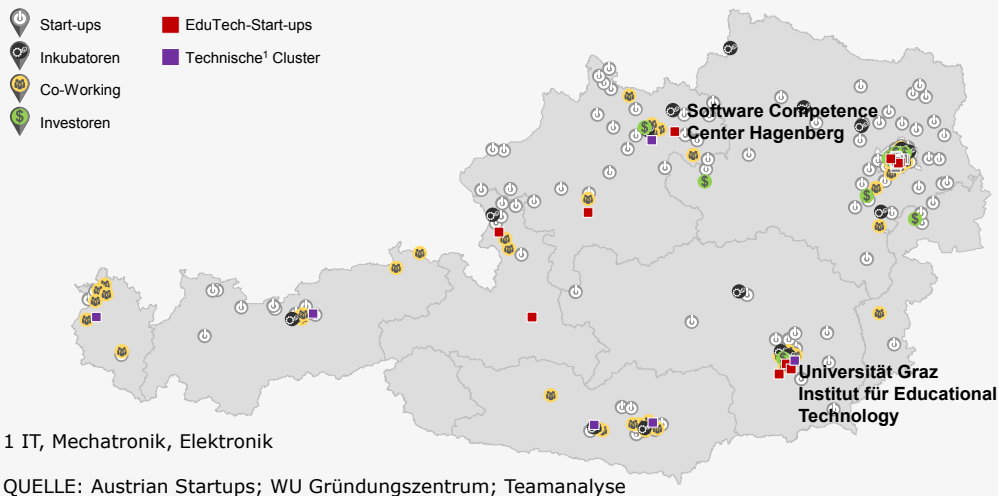 Start-ups
EduTech-Start-ups
Inkubatoren
Technische¹ Cluster
Co-Working
Investoren
Software Competence
Center Hagenberg
Universität Graz
Institut für Educational
Technology
1 IT, Mechatronik, Elektronik
QUELLE: Austrian Startups; WU Gründungszentrum; Teamanalyse